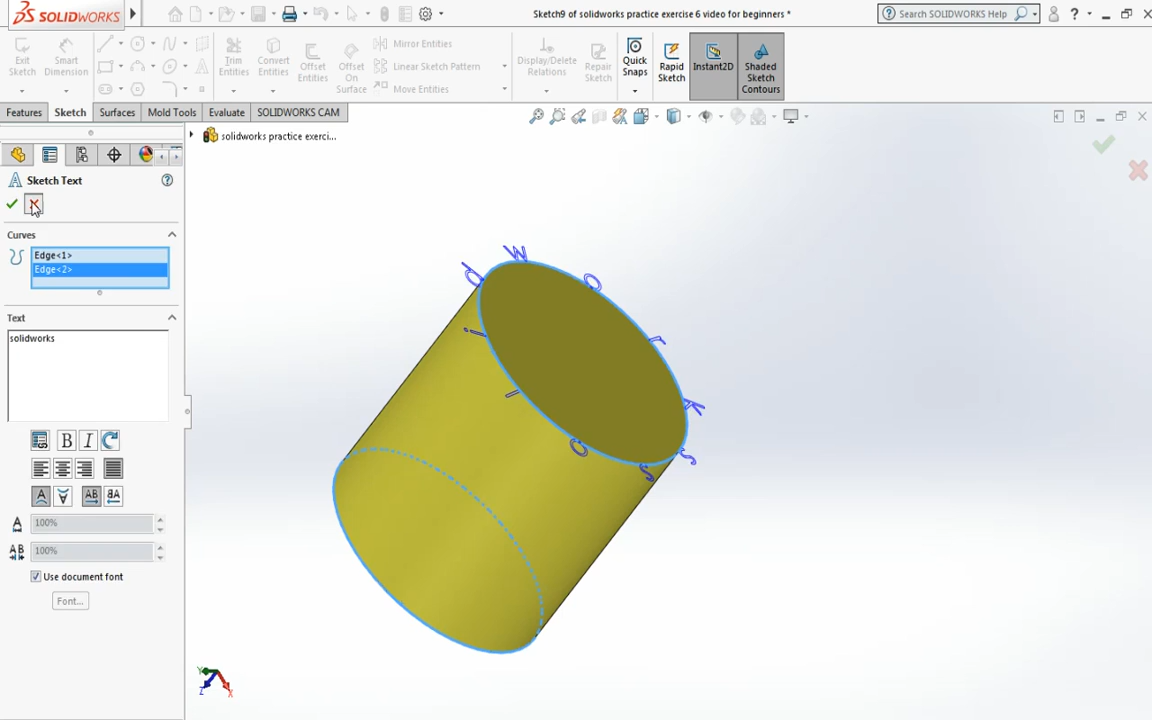 SOLIDWORKS
Sketch9 of solidworks practice exercise 6 video for beginners *
Search SOLIDWORKS Help
Exit Sketch
Smart Dimension
Trim Entities
Convert Entities
Offset Entities
Offset On Surface
Mirror Entities
Linear Sketch Pattern
Move Entities
Display/Delete Relations
Repair Sketch
Quick Snaps
Rapid Sketch
Instant2D
Shaded Sketch Contours
Features
Sketch
Surfaces
Mold Tools
Evaluate
SOLIDWORKS CAM
solidworks practice exerci...
Sketch Text
Curves
Edge<1>
Edge<2>
Text
solidworks
B I
AB
100%
AB
100%
Use document font
Font...
solidworks
Y
Z
X